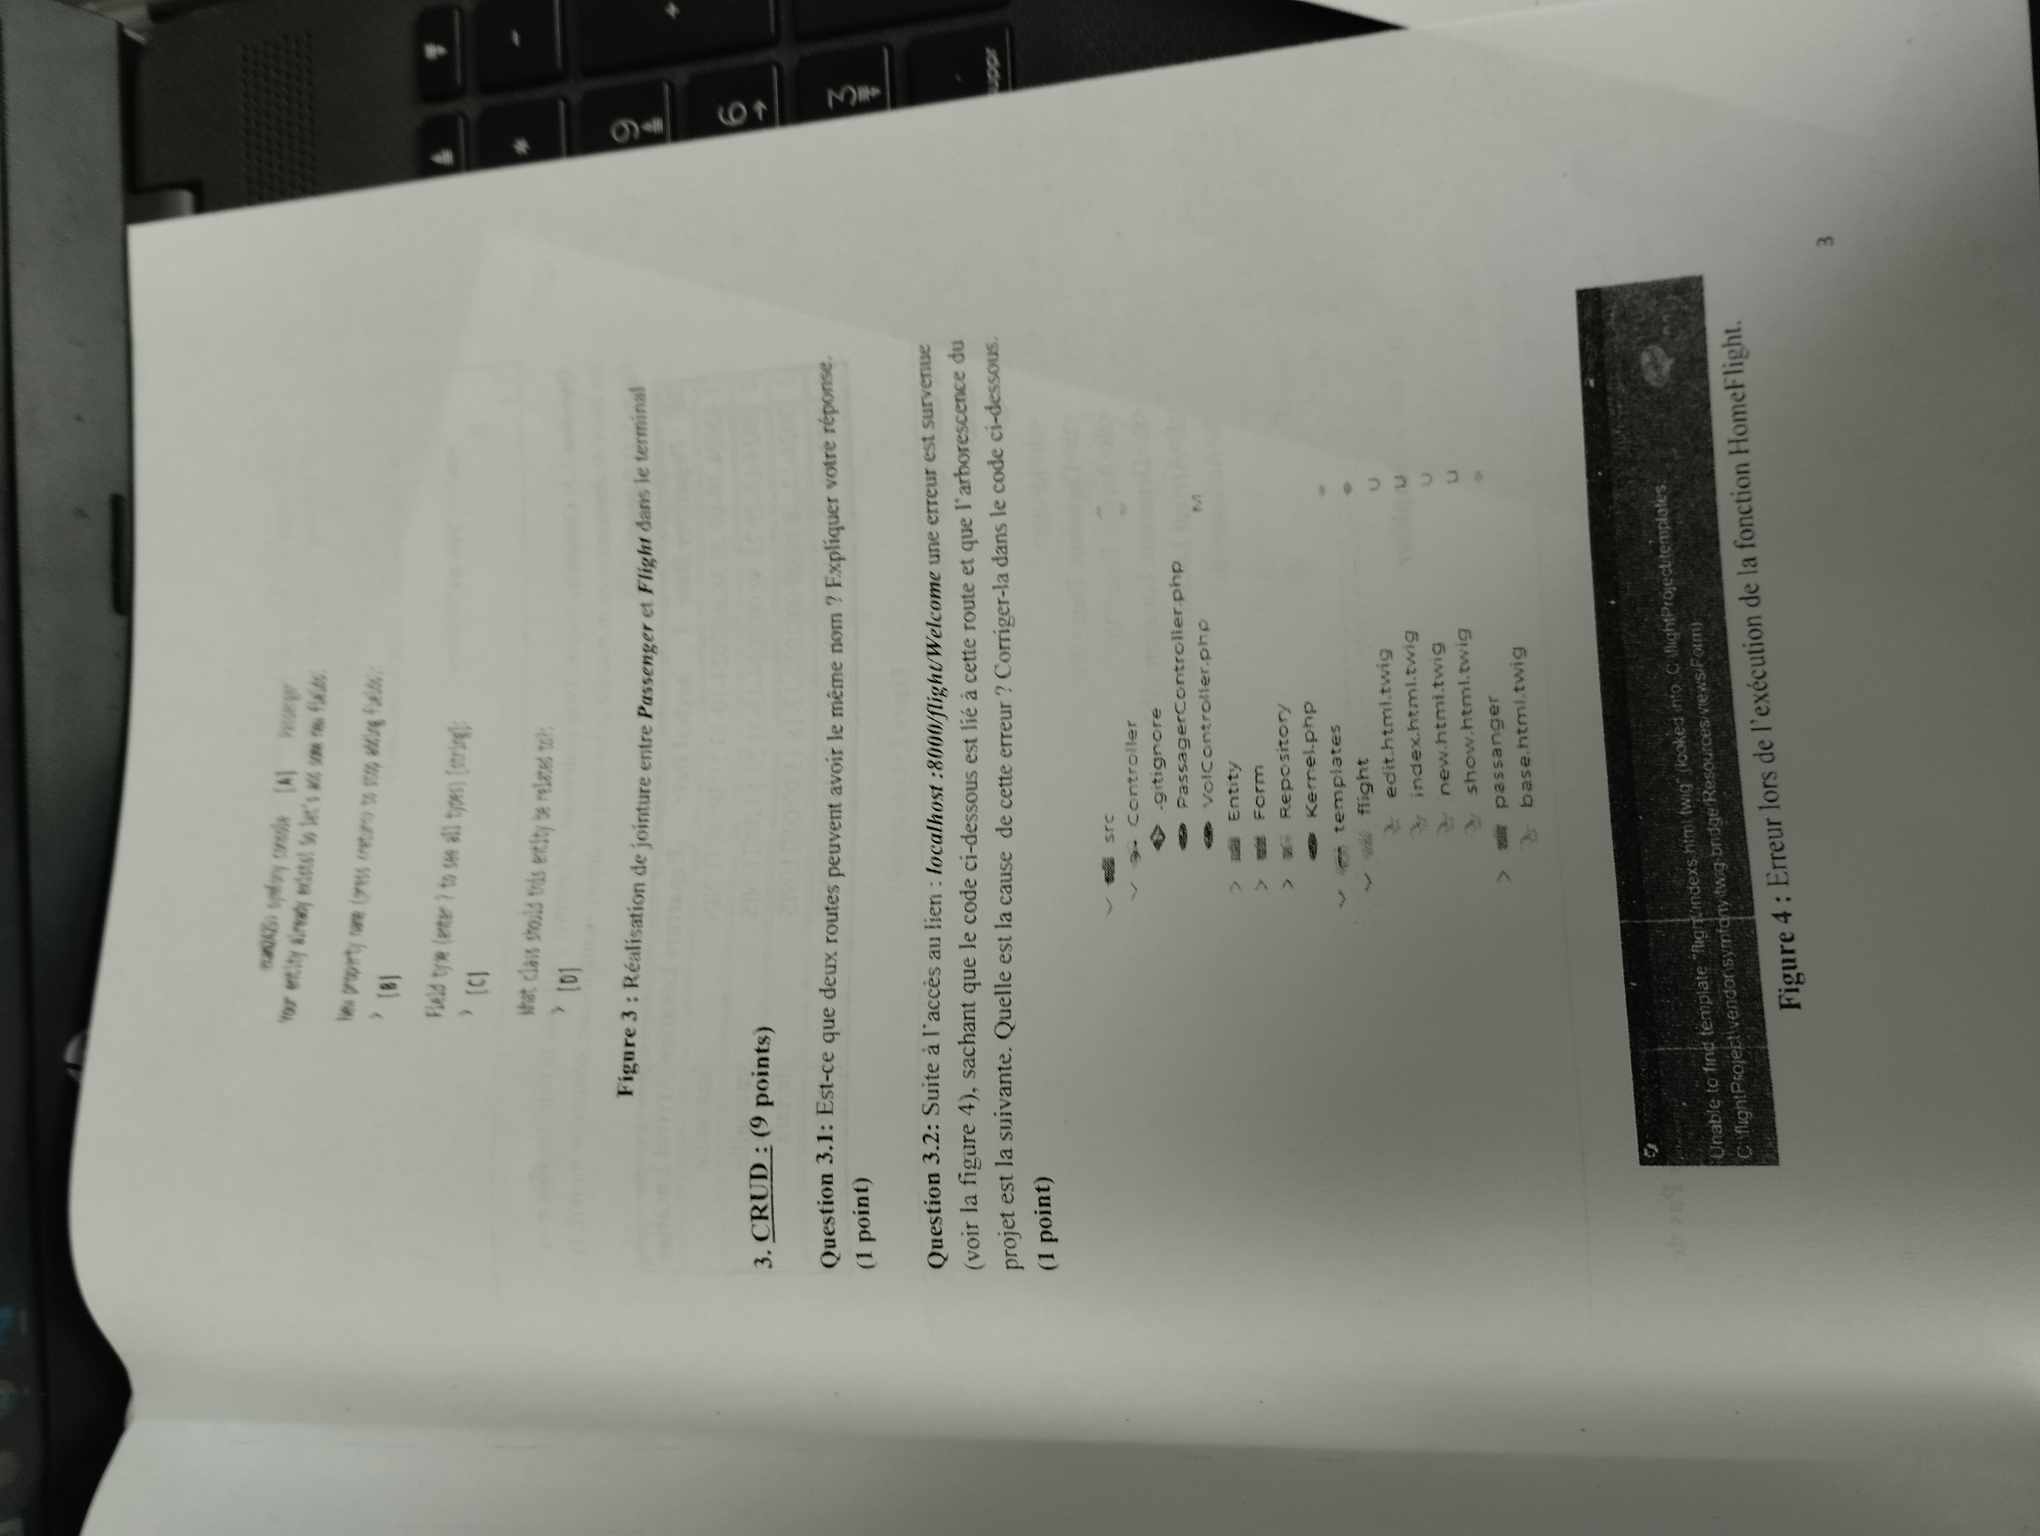 symfony console [A] Passenger
Your entity already exists! So let's add some new fields!
New property name (press <return> to stop adding fields):
> [B]
Field type (enter ? to see all types) [string]:
> [C]
What class should this entity be related to?:
> [D]
Figure 3 : Réalisation de jointure entre Passenger et Flight dans le terminal
3. CRUD : (9 points)
Question 3.1: Est-ce que deux routes peuvent avoir le même nom ? Expliquer votre réponse.
(1 point)
Question 3.2: Suite à l'accès au lien : localhost :8000/flight/Welcome une erreur est survenue
(voir la figure 4), sachant que le code ci-dessous est lié à cette route et que l'arborescence du
projet est la suivante. Quelle est la cause de cette erreur ? Corriger-la dans le code ci-dessous.
(1 point)
src
Controller
.gitignore
PassagerController.php
VolController.php M
> Entity
> Form
> Repository
Kernel.php
templates
flight
edit.html.twig U
index.html.twig U
new.html.twig U
show.html.twig U
> passanger
base.html.twig
Unable to find template "flight/indexs.html.twig" (looked into: C:\flightProject\templates,
C:\flightProject\vendor\symfony\twig-bridge/Resources/views/Form)
Figure 4 : Erreur lors de l'exécution de la fonction HomeFlight.
3
*
-
+
9
6
3
.
suppr